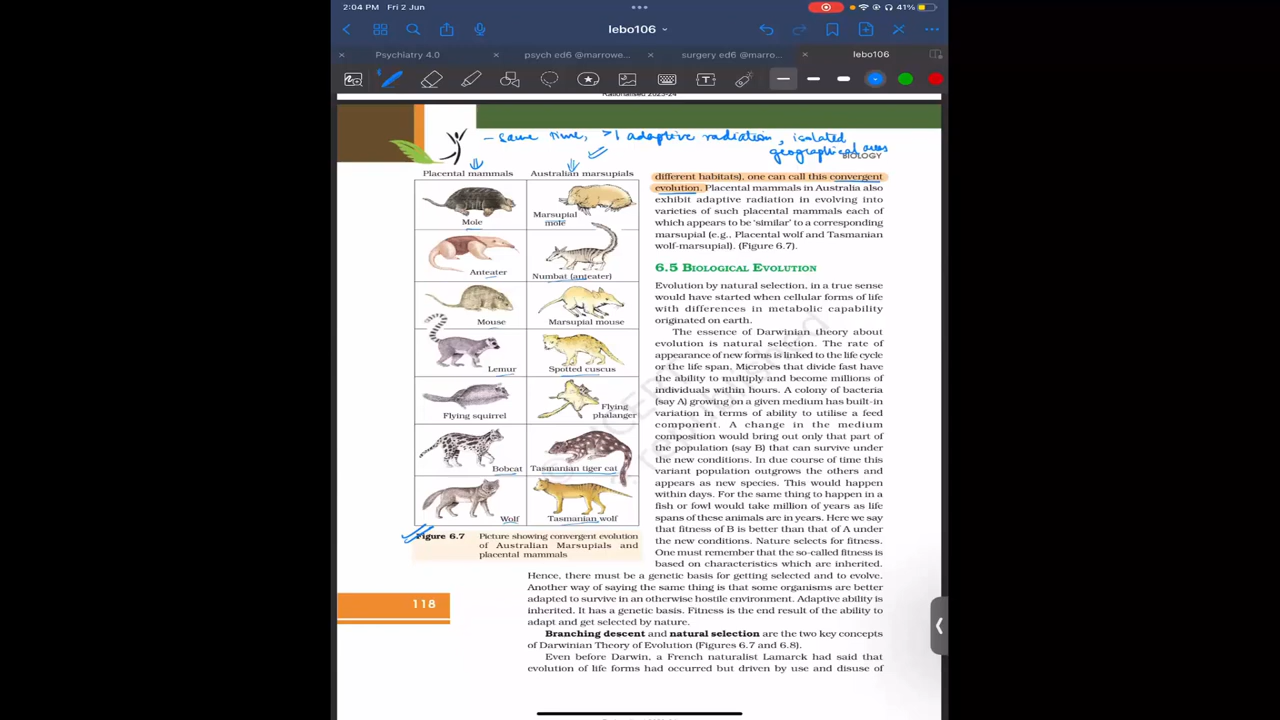 2:04 PM Fri 2 Jun
41%
lebo106
Psychiatry 4.0
psych ed6 @marrowe...
surgery ed6 @marro...
lebo106
Rationalised 2023-24
- Same time, >1 adaptive radiation, isolated
geographical areas
BIOLOGY
Placental mammals
Australian marsupials
Mole
Marsupial
mole
Anteater
Numbat (anteater)
Mouse
Marsupial mouse
Lemur
Spotted cuscus
Flying squirrel
Flying
phalanger
Bobcat
Tasmanian tiger cat
Wolf
Tasmanian wolf
Figure 6.7 Picture showing convergent evolution
of Australian Marsupials and
placental mammals
118
different habitats), one can call this convergent
evolution. Placental mammals in Australia also
exhibit adaptive radiation in evolving into
varieties of such placental mammals each of
which appears to be ‘similar’ to a corresponding
marsupial (e.g., Placental wolf and Tasmanian
wolf-marsupial). (Figure 6.7).
6.5 BIOLOGICAL EVOLUTION
Evolution by natural selection, in a true sense
would have started when cellular forms of life
with differences in metabolic capability
originated on earth.
The essence of Darwinian theory about
evolution is natural selection. The rate of
appearance of new forms is linked to the life cycle
or the life span. Microbes that divide fast have
the ability to multiply and become millions of
individuals within hours. A colony of bacteria
(say A) growing on a given medium has built-in
variation in terms of ability to utilise a feed
component. A change in the medium
composition would bring out only that part of
the population (say B) that can survive under
the new conditions. In due course of time this
variant population outgrows the others and
appears as new species. This would happen
within days. For the same thing to happen in a
fish or fowl would take million of years as life
spans of these animals are in years. Here we say
that fitness of B is better than that of A under
the new conditions. Nature selects for fitness.
One must remember that the so-called fitness is
based on characteristics which are inherited.
Hence, there must be a genetic basis for getting selected and to evolve.
Another way of saying the same thing is that some organisms are better
adapted to survive in an otherwise hostile environment. Adaptive ability is
inherited. It has a genetic basis. Fitness is the end result of the ability to
adapt and get selected by nature.
Branching descent and natural selection are the two key concepts
of Darwinian Theory of Evolution (Figures 6.7 and 6.8).
Even before Darwin, a French naturalist Lamarck had said that
evolution of life forms had occurred but driven by use and disuse of